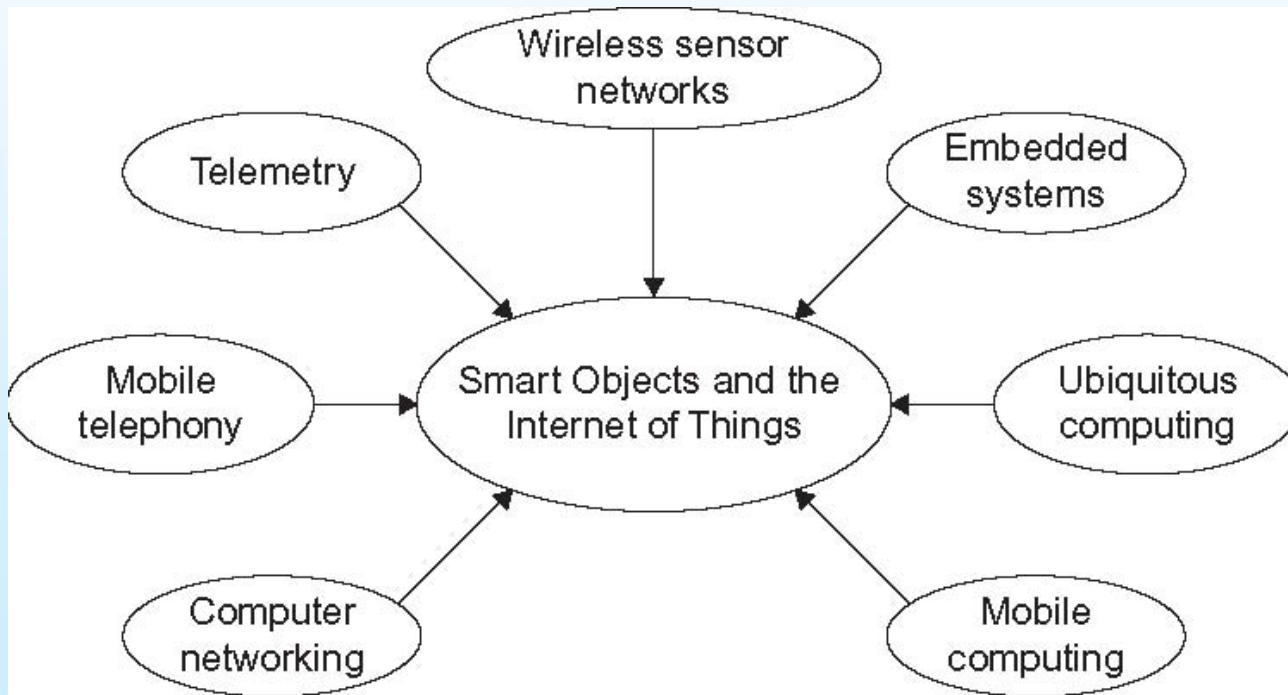 Wireless sensor
networks
Telemetry
Embedded
systems
Mobile
telephony
Smart Objects and the
Internet of Things
Ubiquitous
computing
Computer
networking
Mobile
computing